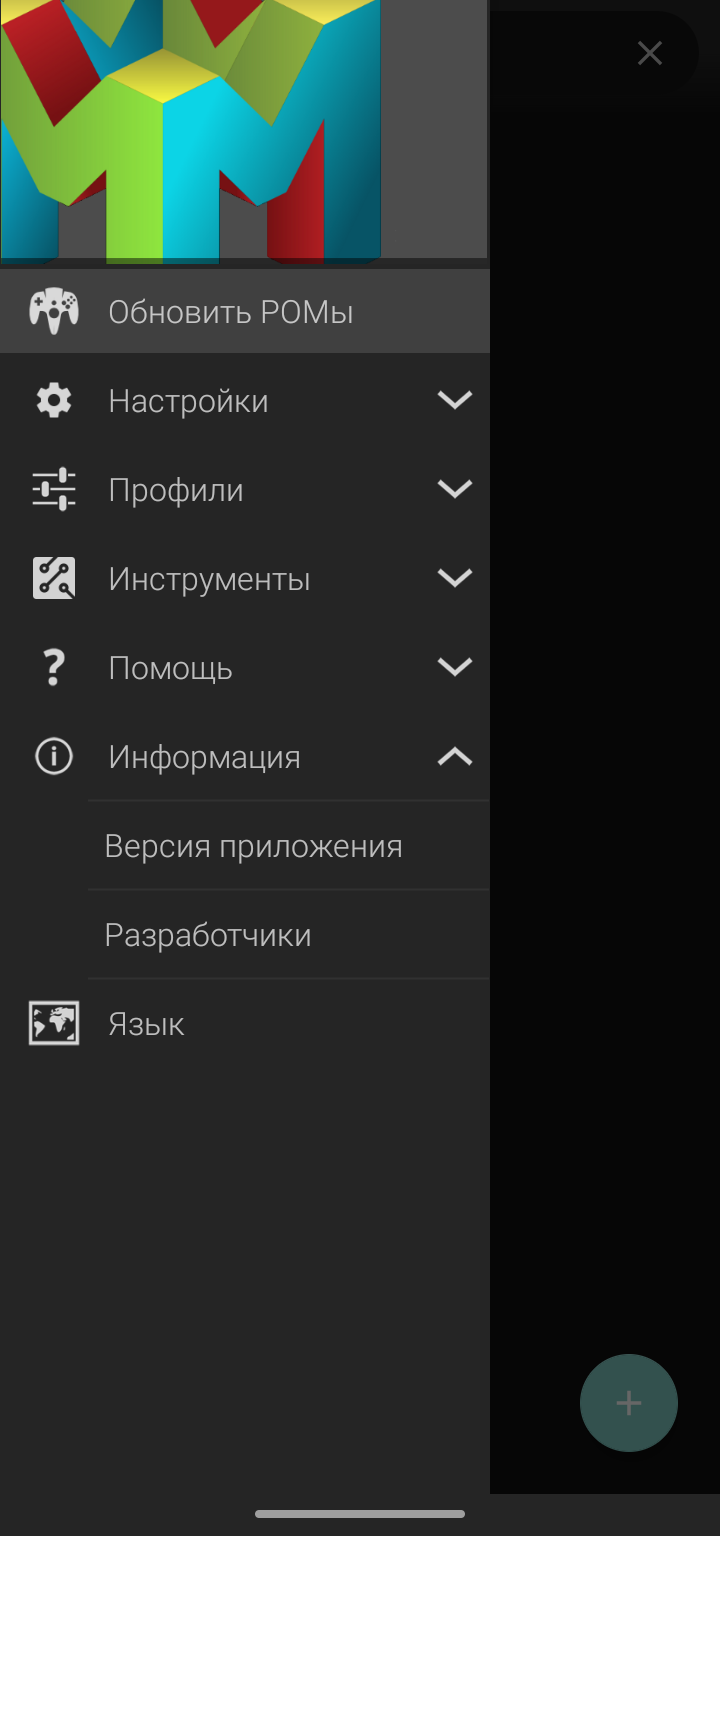 Обновить РОМы
Настройки
Профили
Инструменты
Помощь
Информация
Версия приложения
Разработчики
Язык